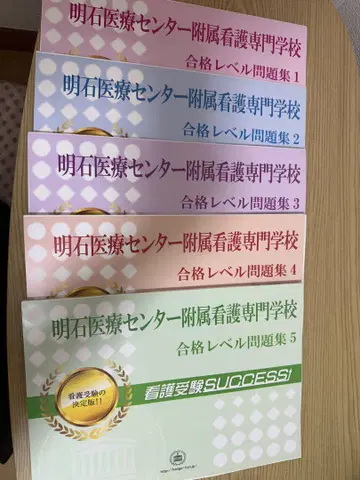 明石医療センター附属看護専門学校
合格レベル問題集 1
明石医療センター附属看護専門学校
合格レベル問題集 2
明石医療センター附属看護専門学校
合格レベル問題集 3
明石医療センター附属看護専門学校
合格レベル問題集 4
明石医療センター附属看護専門学校
合格レベル問題集 5
看護受験SUCCESS!
看護受験の
決定版!!